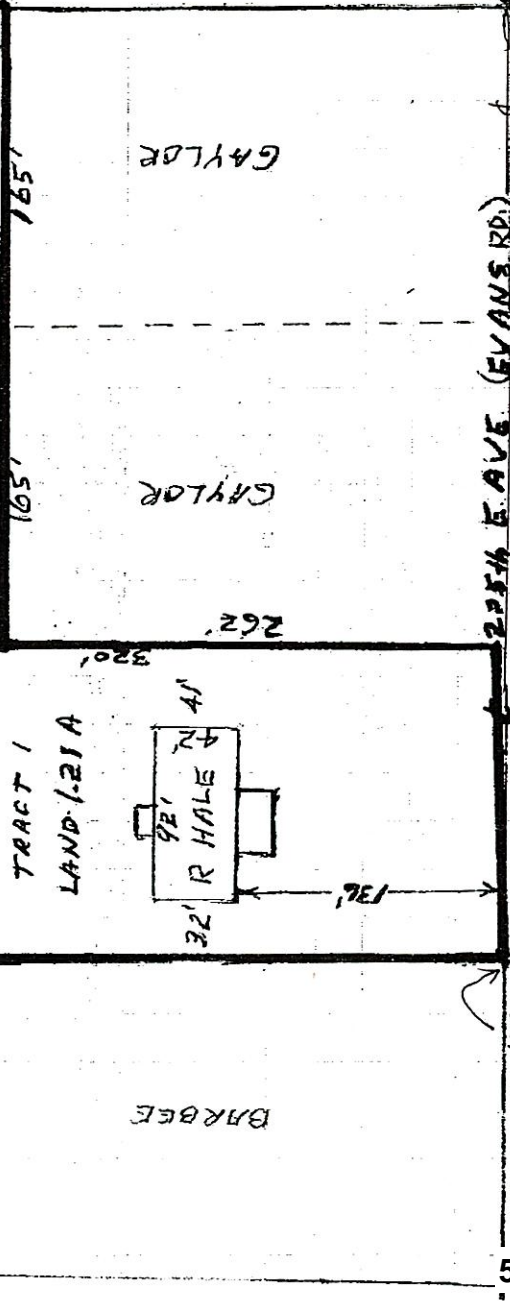 165'
GAYLOR
165'
GAYLOR
225th E AVE (EVANS RD.)
262'
320'
TRACT 1
LAND 1.21 A
41'
42'
92'
R HALE
32'
136'
BARBEE
5